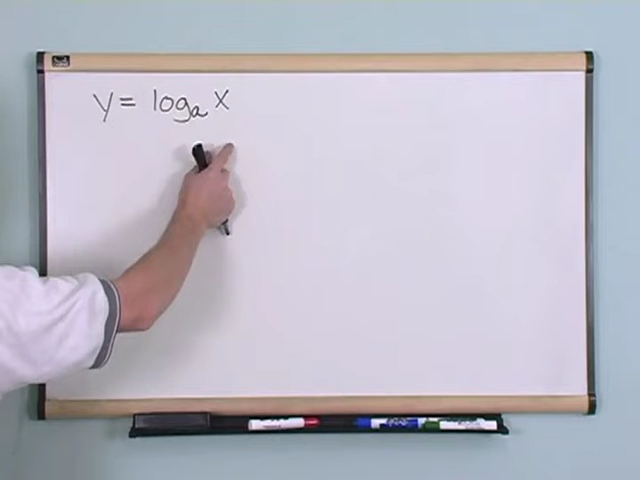 y = logₐ x